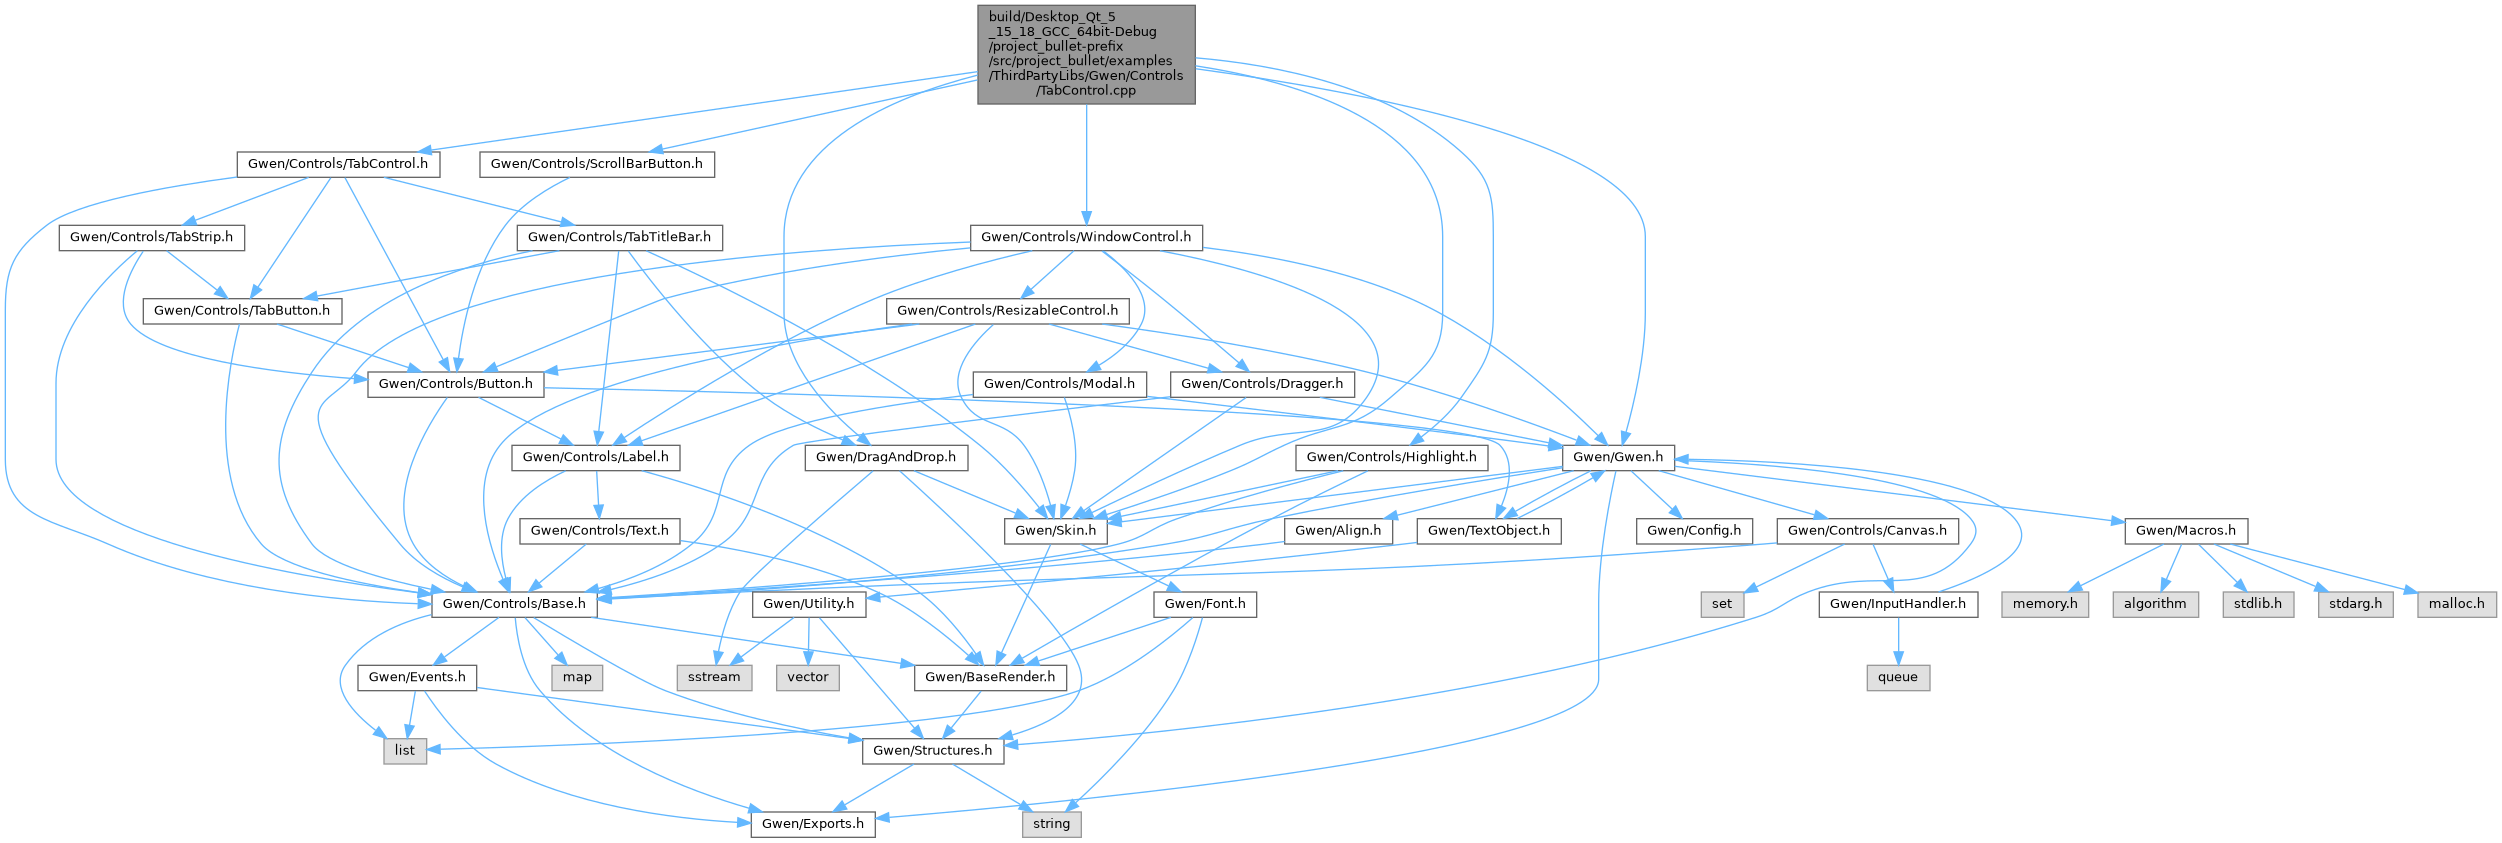 build/Desktop_Qt_5
_15_18_GCC_64bit-Debug
/project_bullet-prefix
/src/project_bullet/examples
/ThirdPartyLibs/Gwen/Controls
/TabControl.cpp
Gwen/Controls/TabControl.h
Gwen/Controls/ScrollBarButton.h
Gwen/Controls/TabStrip.h
Gwen/Controls/TabTitleBar.h
Gwen/Controls/WindowControl.h
Gwen/Controls/TabButton.h
Gwen/Controls/ResizableControl.h
Gwen/Controls/Button.h
Gwen/Controls/Modal.h
Gwen/Controls/Dragger.h
Gwen/Controls/Label.h
Gwen/DragAndDrop.h
Gwen/Controls/Highlight.h
Gwen/Gwen.h
Gwen/Controls/Text.h
Gwen/Skin.h
Gwen/Align.h
Gwen/TextObject.h
Gwen/Config.h
Gwen/Controls/Canvas.h
Gwen/Macros.h
Gwen/Controls/Base.h
Gwen/Utility.h
Gwen/Font.h
set
Gwen/InputHandler.h
memory.h
algorithm
stdlib.h
stdarg.h
malloc.h
Gwen/Events.h
map
sstream
vector
Gwen/BaseRender.h
queue
list
Gwen/Structures.h
Gwen/Exports.h
string